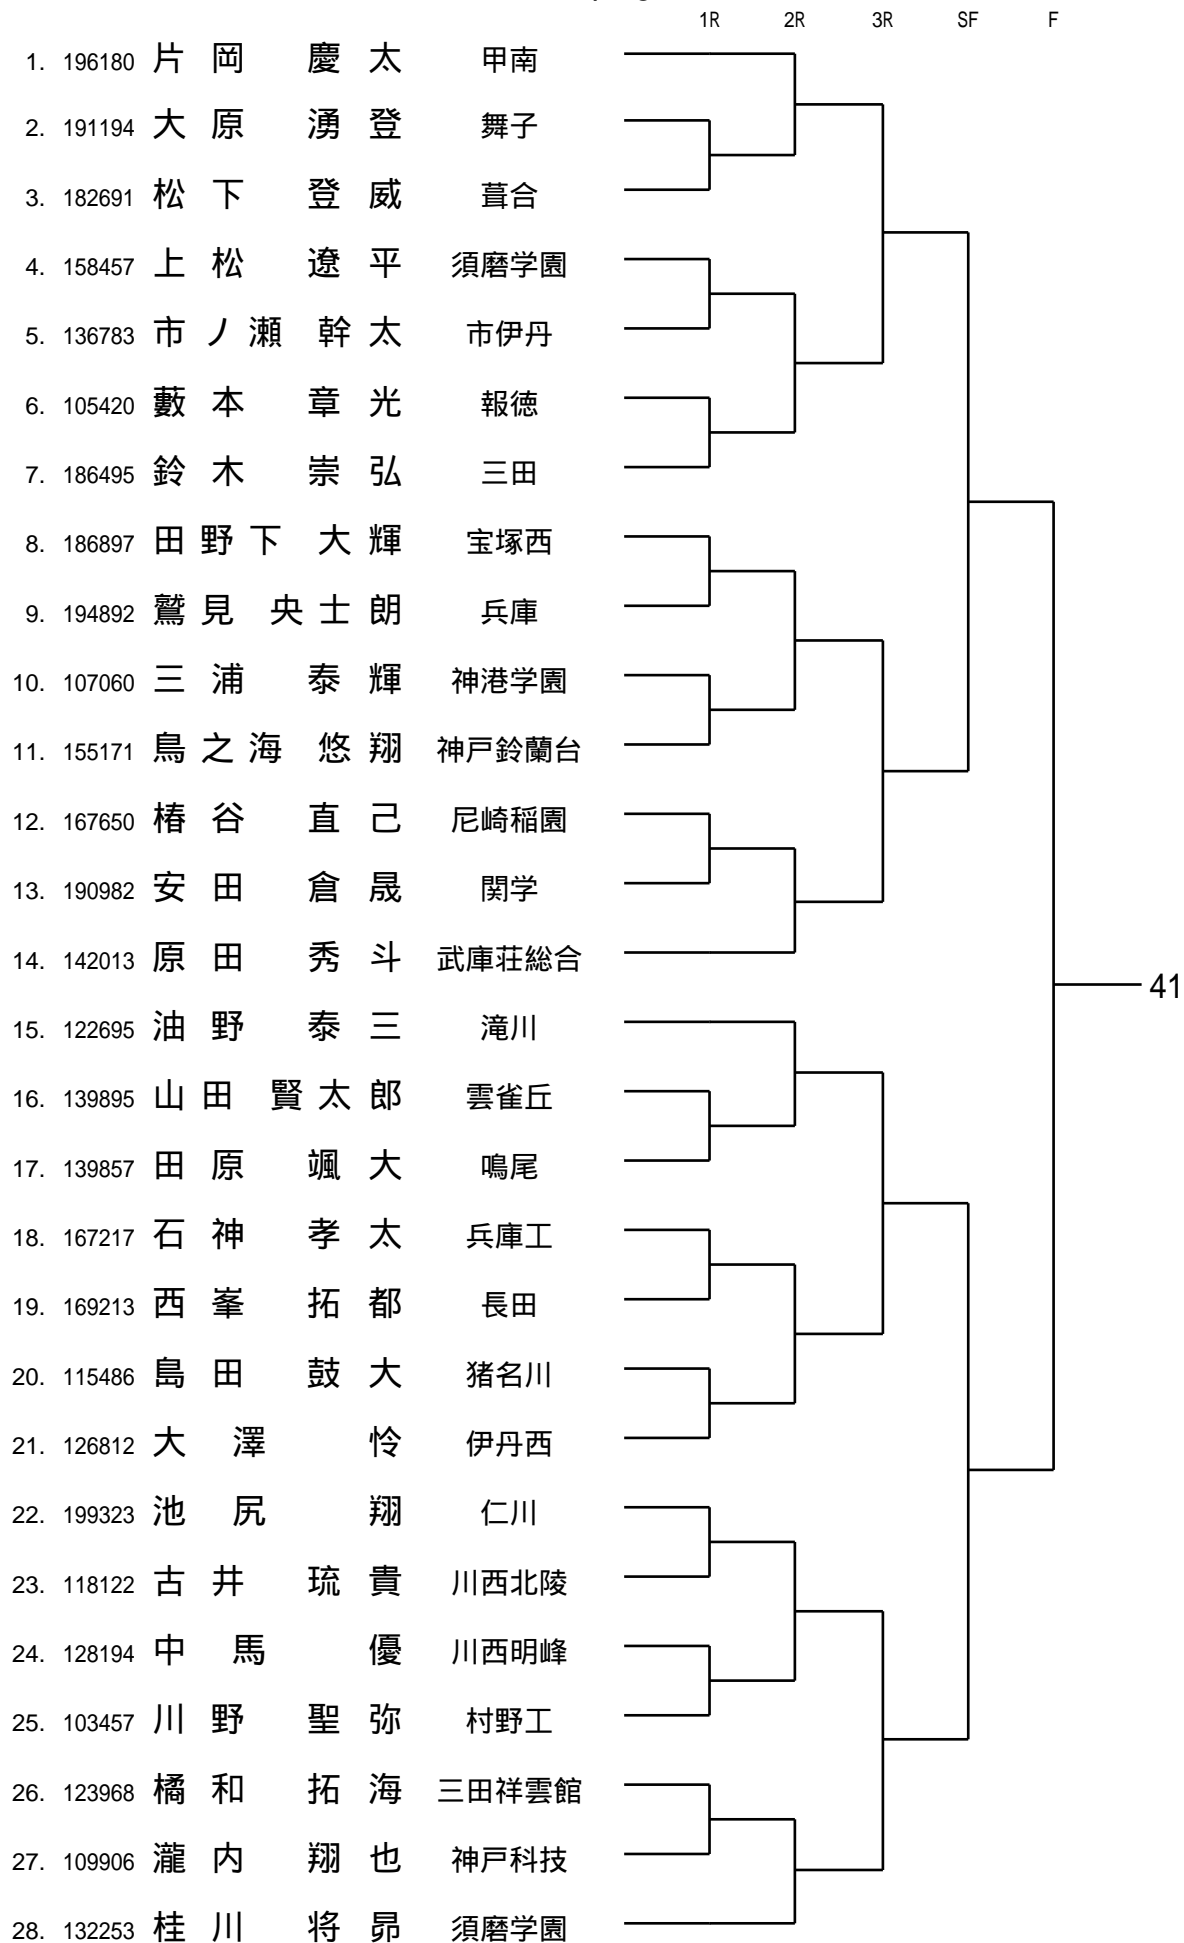 1R 2R 3R SF F
1. 196180 片岡 慶太 甲南
2. 191194 大原 湧登 舞子
3. 182691 松下 登威 葺合
4. 158457 上松 遼平 須磨学園
5. 136783 市ノ瀬 幹太 市伊丹
6. 105420 藪本 章光 報徳
7. 186495 鈴木 崇弘 三田
8. 186897 田野下 大輝 宝塚西
9. 194892 鷲見 央士朗 兵庫
10. 107060 三浦 泰輝 神港学園
11. 155171 鳥之海 悠翔 神戸鈴蘭台
12. 167650 椿谷 直己 尼崎稲園
13. 190982 安田 倉晟 関学
14. 142013 原田 秀斗 武庫荘総合
41
15. 122695 油野 泰三 滝川
16. 139895 山田 賢太郎 雲雀丘
17. 139857 田原 颯大 鳴尾
18. 167217 石神 孝太 兵庫工
19. 169213 西峯 拓都 長田
20. 115486 島田 鼓大 猪名川
21. 126812 大澤 怜 伊丹西
22. 199323 池尻 翔 仁川
23. 118122 古井 琉貴 川西北陵
24. 128194 中馬 優 川西明峰
25. 103457 川野 聖弥 村野工
26. 123968 橘和 拓海 三田祥雲館
27. 109906 瀧内 翔也 神戸科技
28. 132253 桂川 将昴 須磨学園